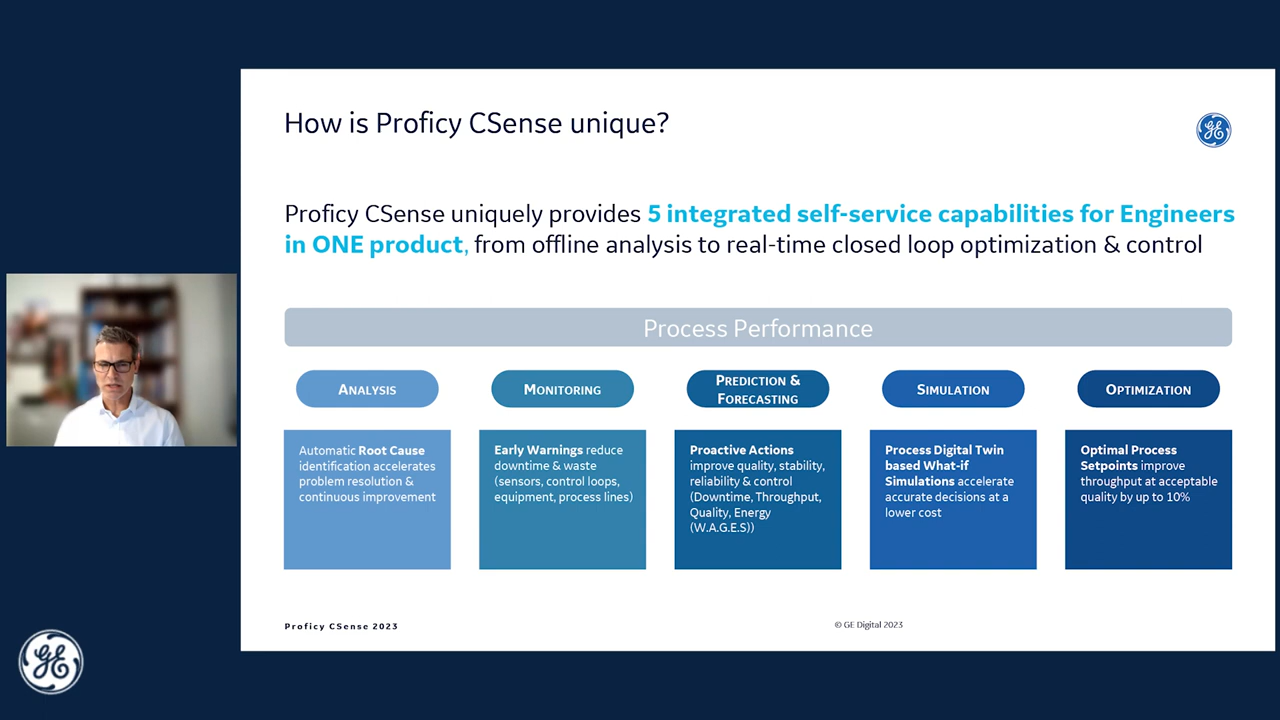 How is Proficy CSense unique?
GE
Proficy CSense uniquely provides 5 integrated self-service capabilities for Engineers
in ONE product, from offline analysis to real-time closed loop optimization & control
Process Performance
ANALYSIS
MONITORING
PREDICTION &
FORECASTING
SIMULATION
OPTIMIZATION
Automatic Root Cause
identification accelerates
problem resolution &
continuous improvement
Early Warnings reduce
downtime & waste
(sensors, control loops,
equipment, process lines)
Proactive Actions
improve quality, stability,
reliability & control
(Downtime, Throughput,
Quality, Energy
(W.A.G.E.S))
Process Digital Twin
based What-if
Simulations accelerate
accurate decisions at a
lower cost
Optimal Process
Setpoints improve
throughput at acceptable
quality by up to 10%
Proficy CSense 2023
© GE Digital 2023
GE